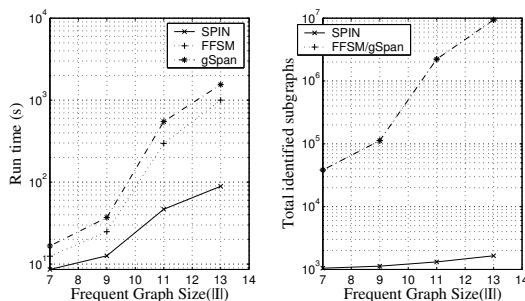 10^4
SPIN
FFSM
gSpan
10^3
10^2
10^1
Run time (s)
7 8 9 10 11 12 13 14
Frequent Graph Size(|I|)
10^7
SPIN
FFSM/gSpan
10^6
10^5
10^4
10^3
Total identified subgraphs
7 8 9 10 11 12 13 14
Frequent Graph Size(|I|)